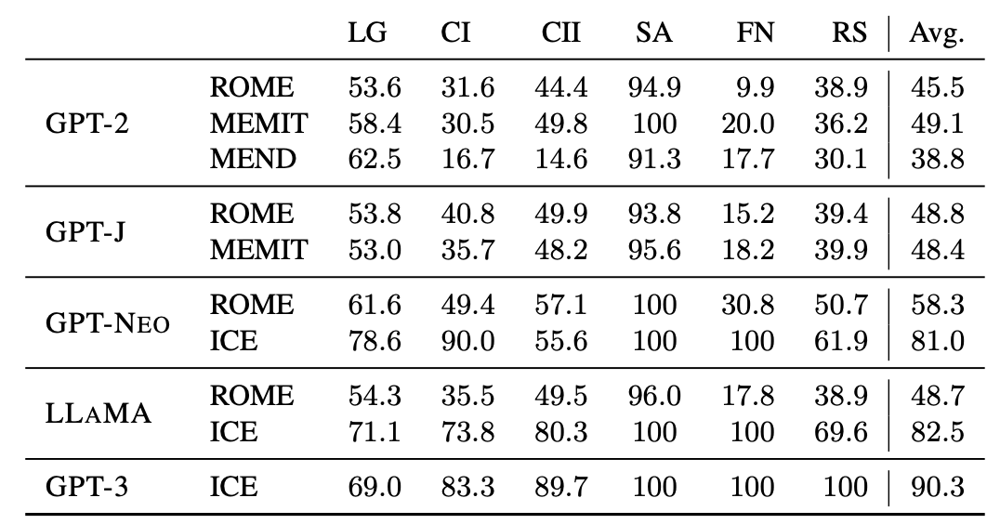 LG CI CII SA FN RS Avg.
ROME 53.6 31.6 44.4 94.9 9.9 38.9 45.5
GPT-2 MEMIT 58.4 30.5 49.8 100 20.0 36.2 49.1
MEND 62.5 16.7 14.6 91.3 17.7 30.1 38.8
GPT-J ROME 53.8 40.8 49.9 93.8 15.2 39.4 48.8
MEMIT 53.0 35.7 48.2 95.6 18.2 39.9 48.4
GPT-NEO ROME 61.6 49.4 57.1 100 30.8 50.7 58.3
ICE 78.6 90.0 55.6 100 100 61.9 81.0
LLAMA ROME 54.3 35.5 49.5 96.0 17.8 38.9 48.7
ICE 71.1 73.8 80.3 100 100 69.6 82.5
GPT-3 ICE 69.0 83.3 89.7 100 100 100 90.3